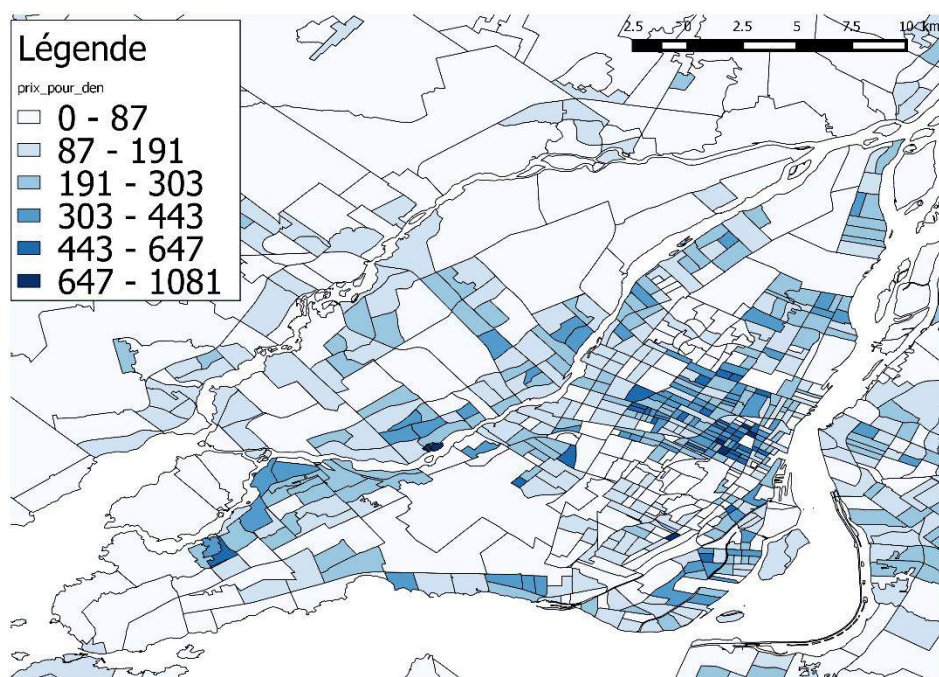 Légende
prix_pour_den
0 - 87
87 - 191
191 - 303
303 - 443
443 - 647
647 - 1081
2.5 0 2.5 5 7.5 10 km